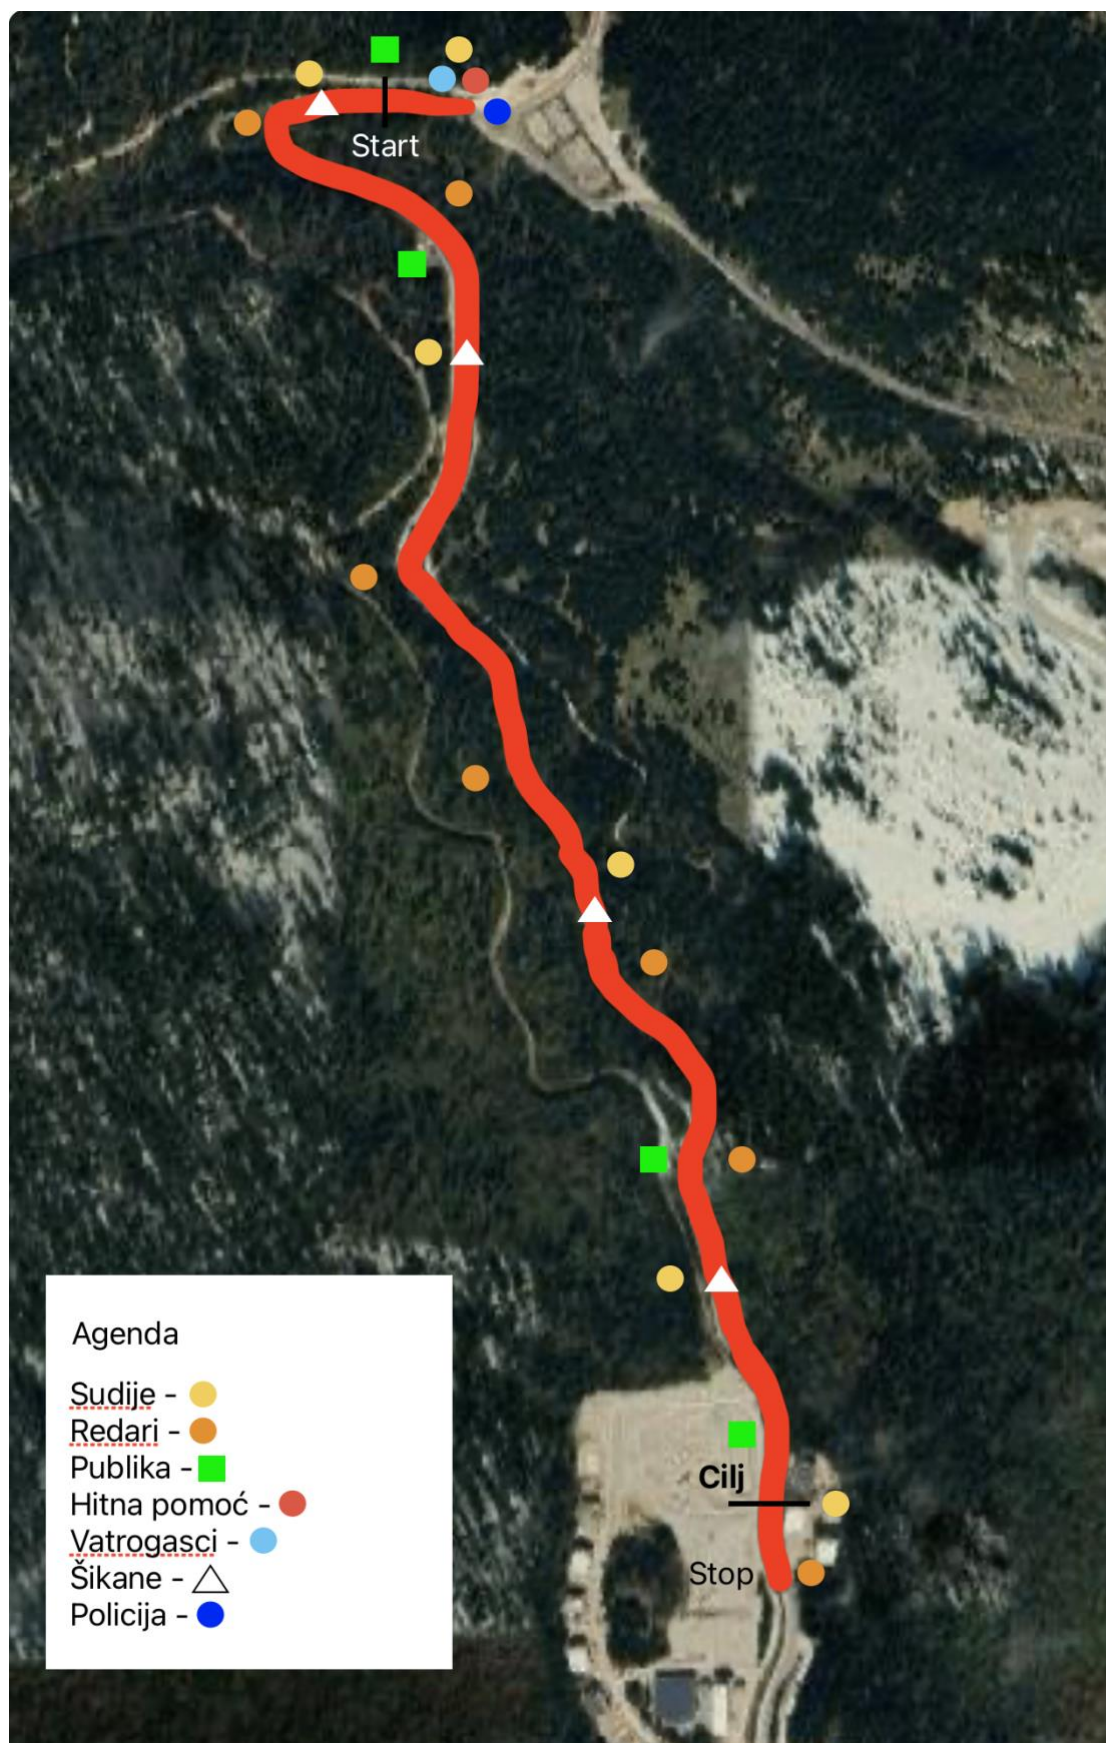 Start
Cilj
Stop
Agenda
Sudije -
Redari -
Publika -
Hitna pomoć -
Vatrogasci -
Šikane -
Policija -